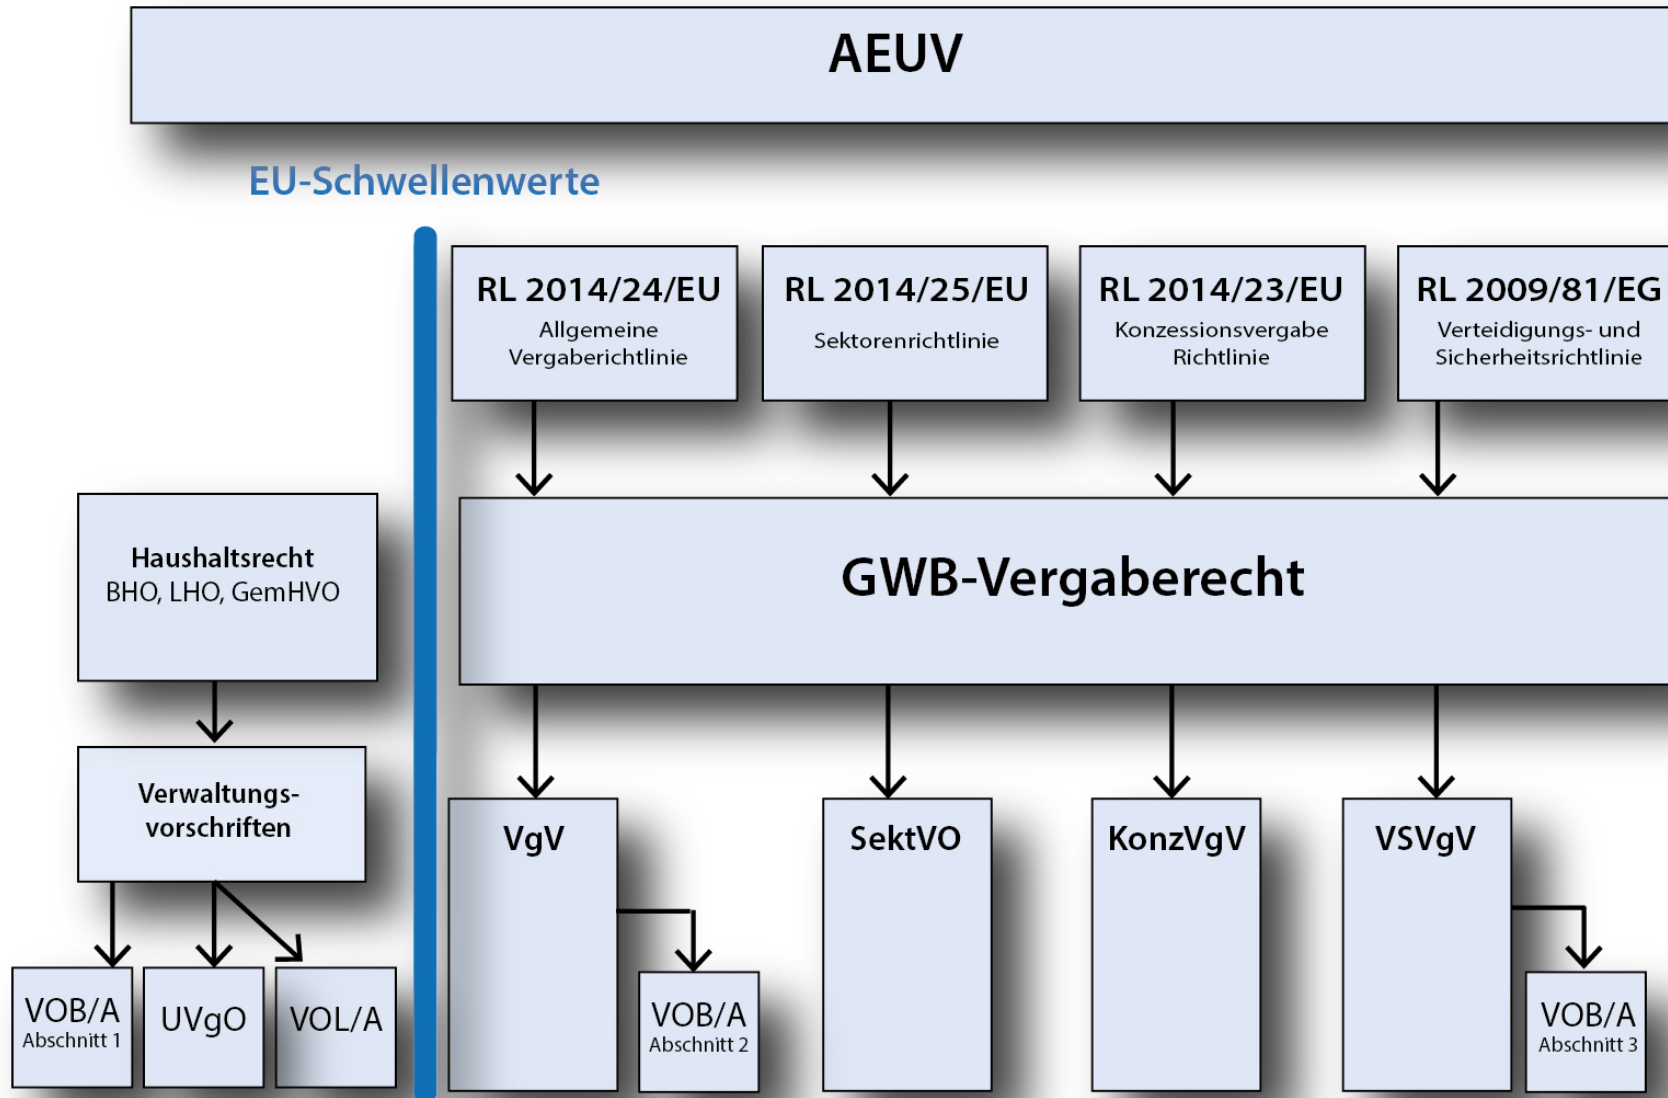 AEUV
EU-Schwellenwerte
RL 2014/24/EU
Allgemeine
Vergaberichtlinie
RL 2014/25/EU
Sektorenrichtlinie
RL 2014/23/EU
Konzessionsvergabe
Richtlinie
RL 2009/81/EG
Verteidigungs- und
Sicherheitsrichtlinie
Haushaltsrecht
BHO, LHO, GemHVO
GWB-Vergaberecht
Verwaltungs-
vorschriften
VgV
SektVO
KonzVgV
VSVgV
VOB/A
Abschnitt 1
UVgO
VOL/A
VOB/A
Abschnitt 2
VOB/A
Abschnitt 3